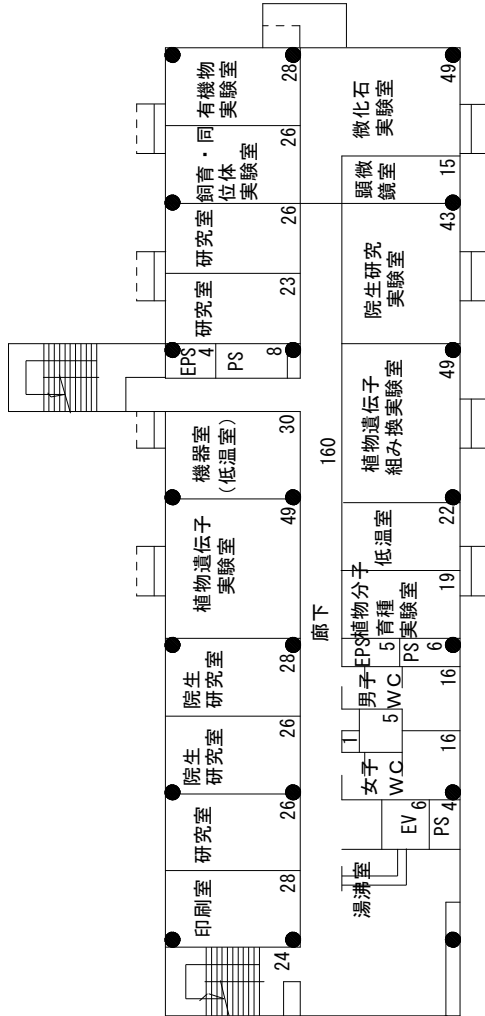 印刷室
28
研究室
26
院生
研究室
26
院生
研究室
28
植物遺伝子
実験室
49
機器室
(低温室)
30
EPS
4
PS
8
研究室
23
研究室
26
飼育・同
位体
実験室
26
有機物
実験室
28
24
廊下
160
湯沸室
EV
6
PS
4
女子
WC
16
1
5
男子
WC
16
EPS
5
PS
6
植物分子
育種
実験室
19
低温室
22
植物遺伝子
組み換実験室
49
院生研究
実験室
43
顕微
鏡室
15
微化石
実験室
49